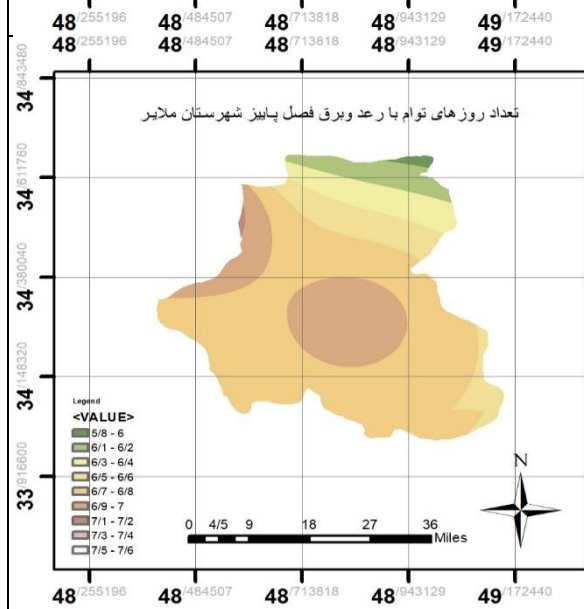 48/255196 48/484507 48/713818 48/943129 49/172440
48/255196 48/484507 48/713818 48/943129 49/172440
34/843480
تعداد روزهای توام با رعد وبرق فصل پاییز شهرستان ملایر
34/611760
34/380040
34/148320
33/916600
Legend
<VALUE>
5/8 - 6
6/1 - 6/2
6/3 - 6/4
6/5 - 6/6
6/7 - 6/8
6/9 - 7
7/1 - 7/2
7/3 - 7/4
7/5 - 7/6
N
0 4/5 9 18 27 36
Miles
48/255196 48/484507 48/713818 48/943129 49/172440